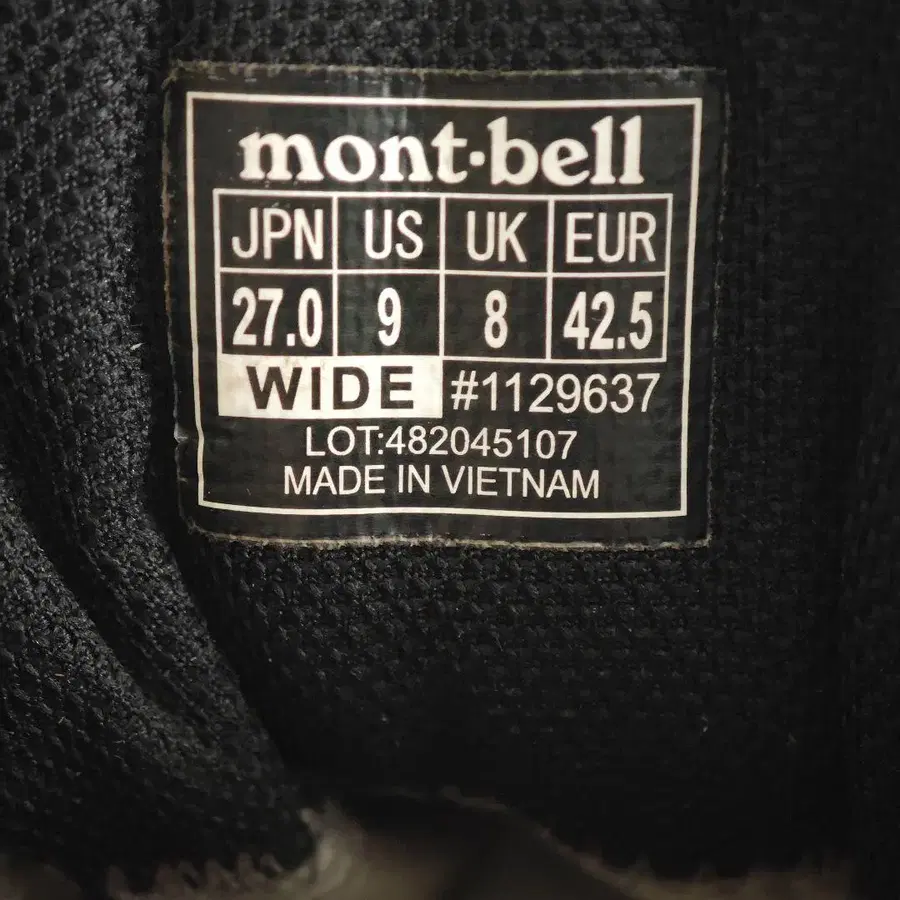 mont-bell
JPN US UK EUR
27.0 9 8 42.5
WIDE #1129637
LOT:482045107
MADE IN VIETNAM